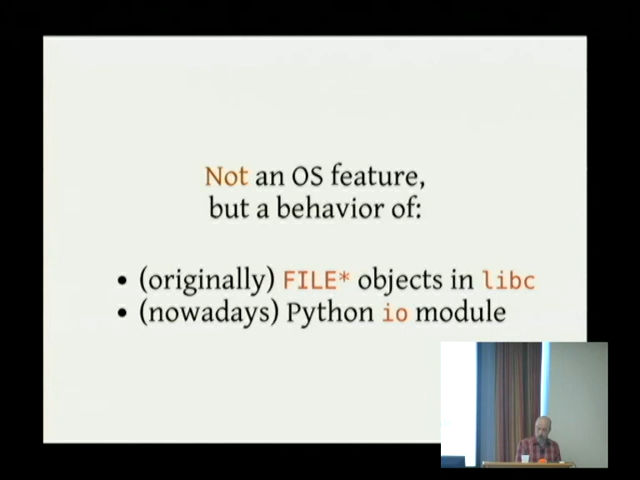 Not an OS feature,
but a behavior of:
• (originally) FILE* objects in libc
• (nowadays) Python io module